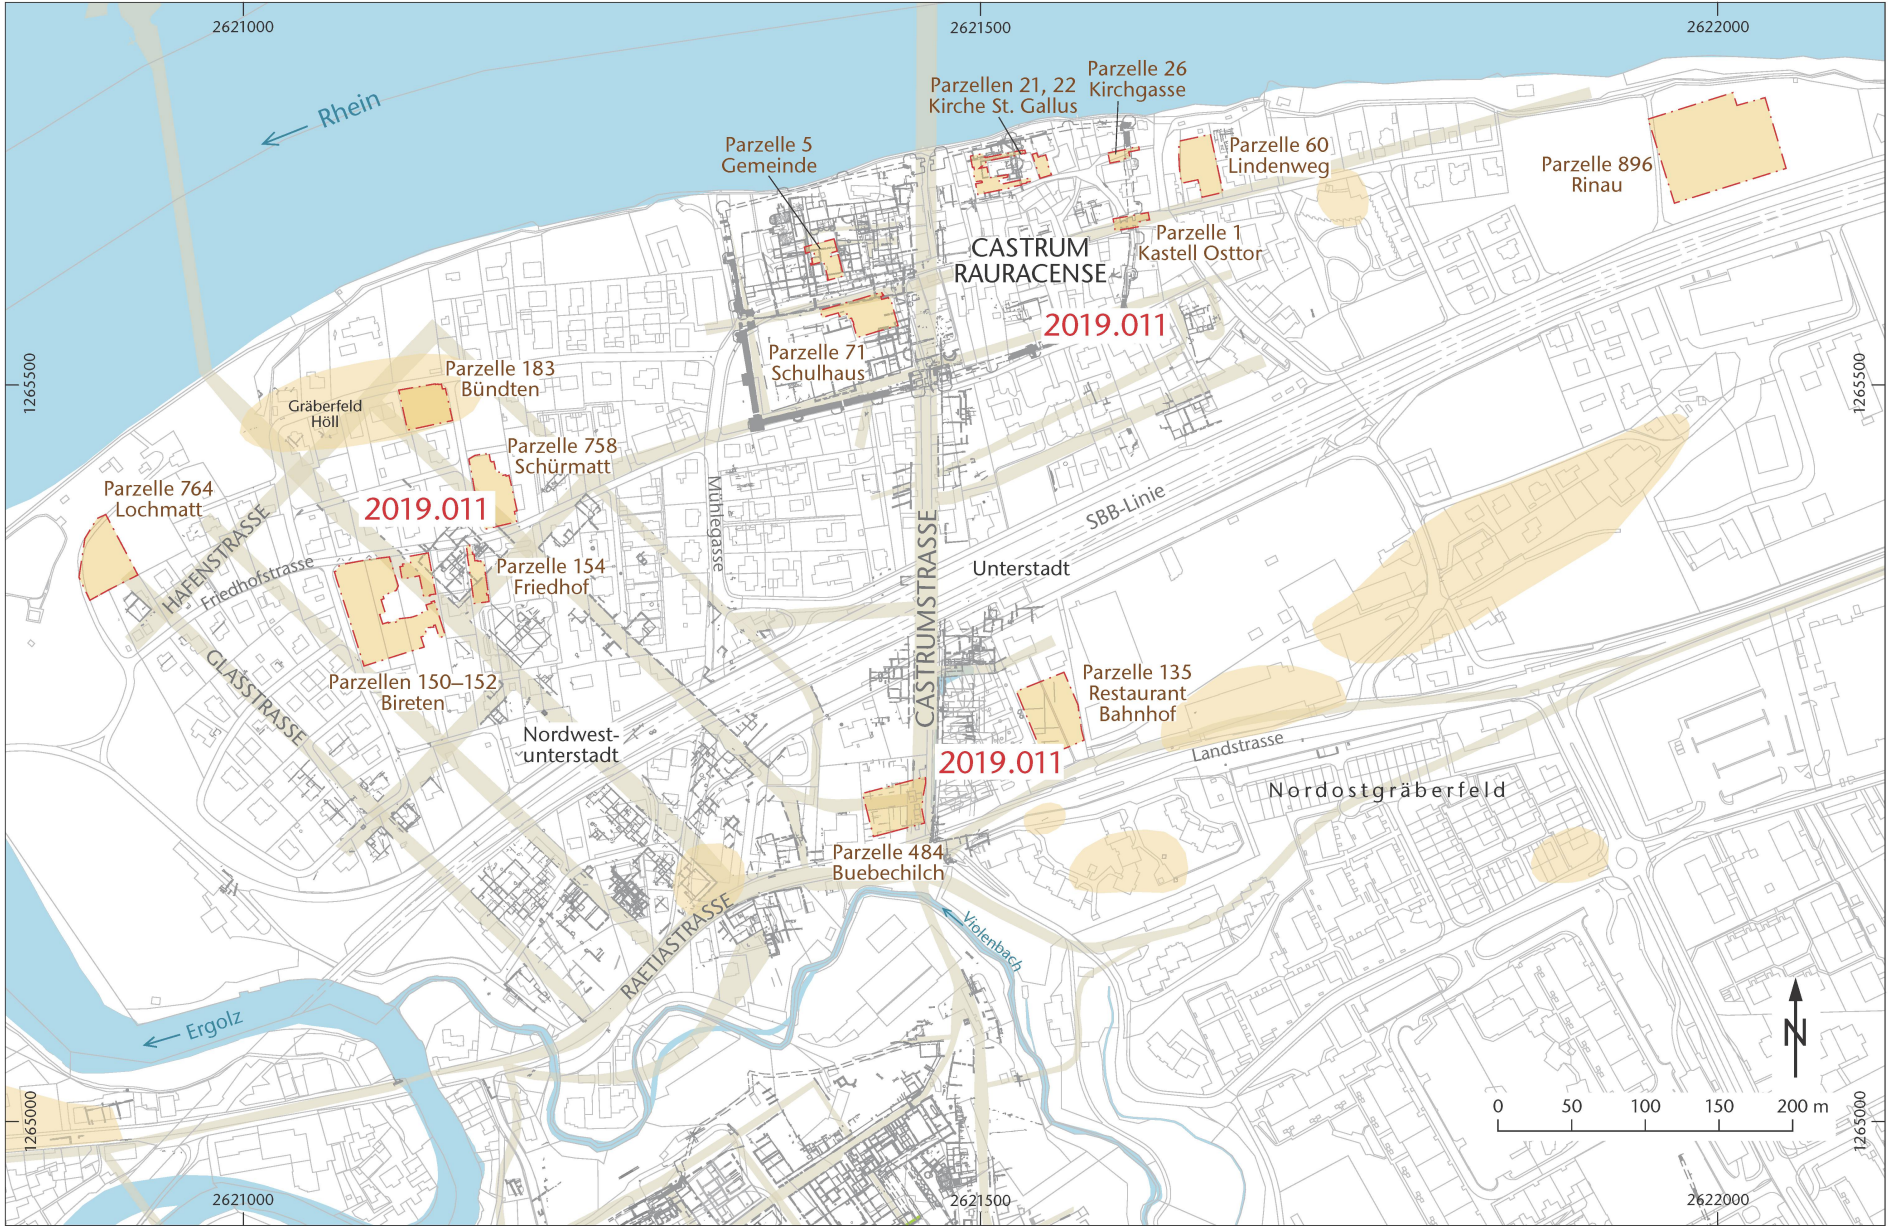 2621000
2621500
2622000
Rhein
Parzellen 21, 22
Kirche St. Gallus
Parzelle 26
Kirchgasse
Parzelle 5
Gemeinde
Parzelle 60
Lindenweg
Parzelle 896
Rinau
Parzelle 1
Kastell Osttor
CASTRUM
RAURACENSE
2019.011
Parzelle 71
Schulhaus
1265500
1265500
Parzelle 183
Bündten
Gräberfeld
Höll
Parzelle 758
Schürmatt
Parzelle 764
Lochmatt
2019.011
HAFENSTRASSE
Friedhofstrasse
Mühlegasse
SBB-Linie
CASTRUMSTRASSE
Unterstadt
Parzelle 154
Friedhof
GLASSTRASSE
Parzellen 150–152
Bireten
Parzelle 135
Restaurant
Bahnhof
Nordwest-
unterstadt
2019.011
Landstrasse
Nordostgräberfeld
Parzelle 484
Buebechilch
RAETIASTRASSE
Violenbach
Ergolz
N
0 50 100 150 200 m
1265000
1265000
2621000
2621500
2622000